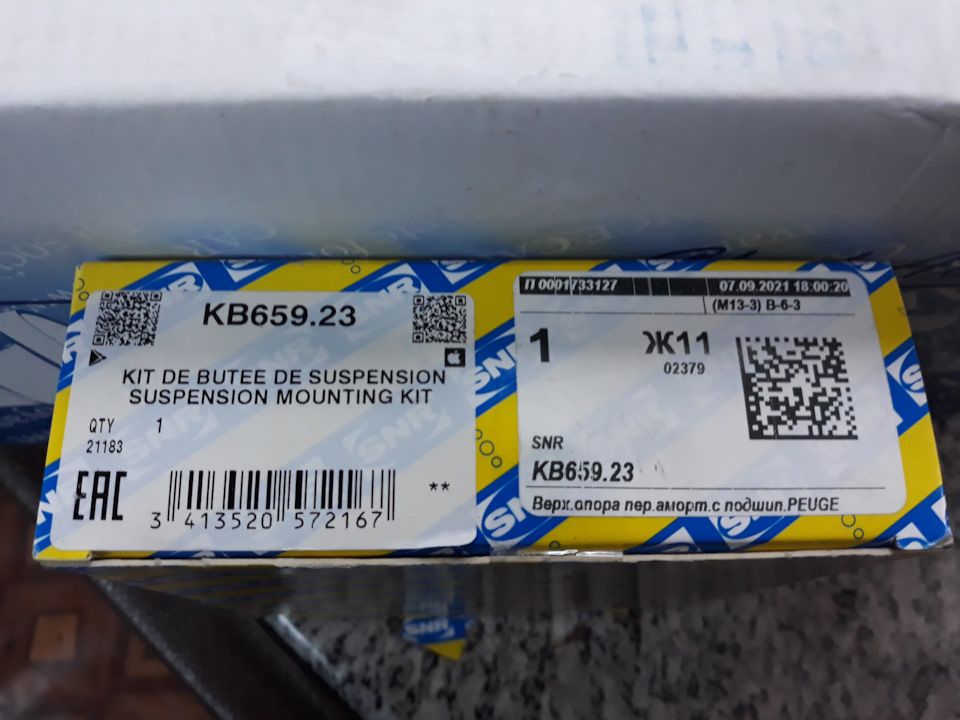 KB659.23
KIT DE BUTEE DE SUSPENSION
SUSPENSION MOUNTING KIT
QTY 1
21183
EAC
**
3 413520 572167
П 0001733127 07.09.2021 18:00:20
(М13-3) В-6-3
1 Ж11
02379
SNR
KB659.23
Верх.опора пер.аморт.с подшип.PEUGE
SNR